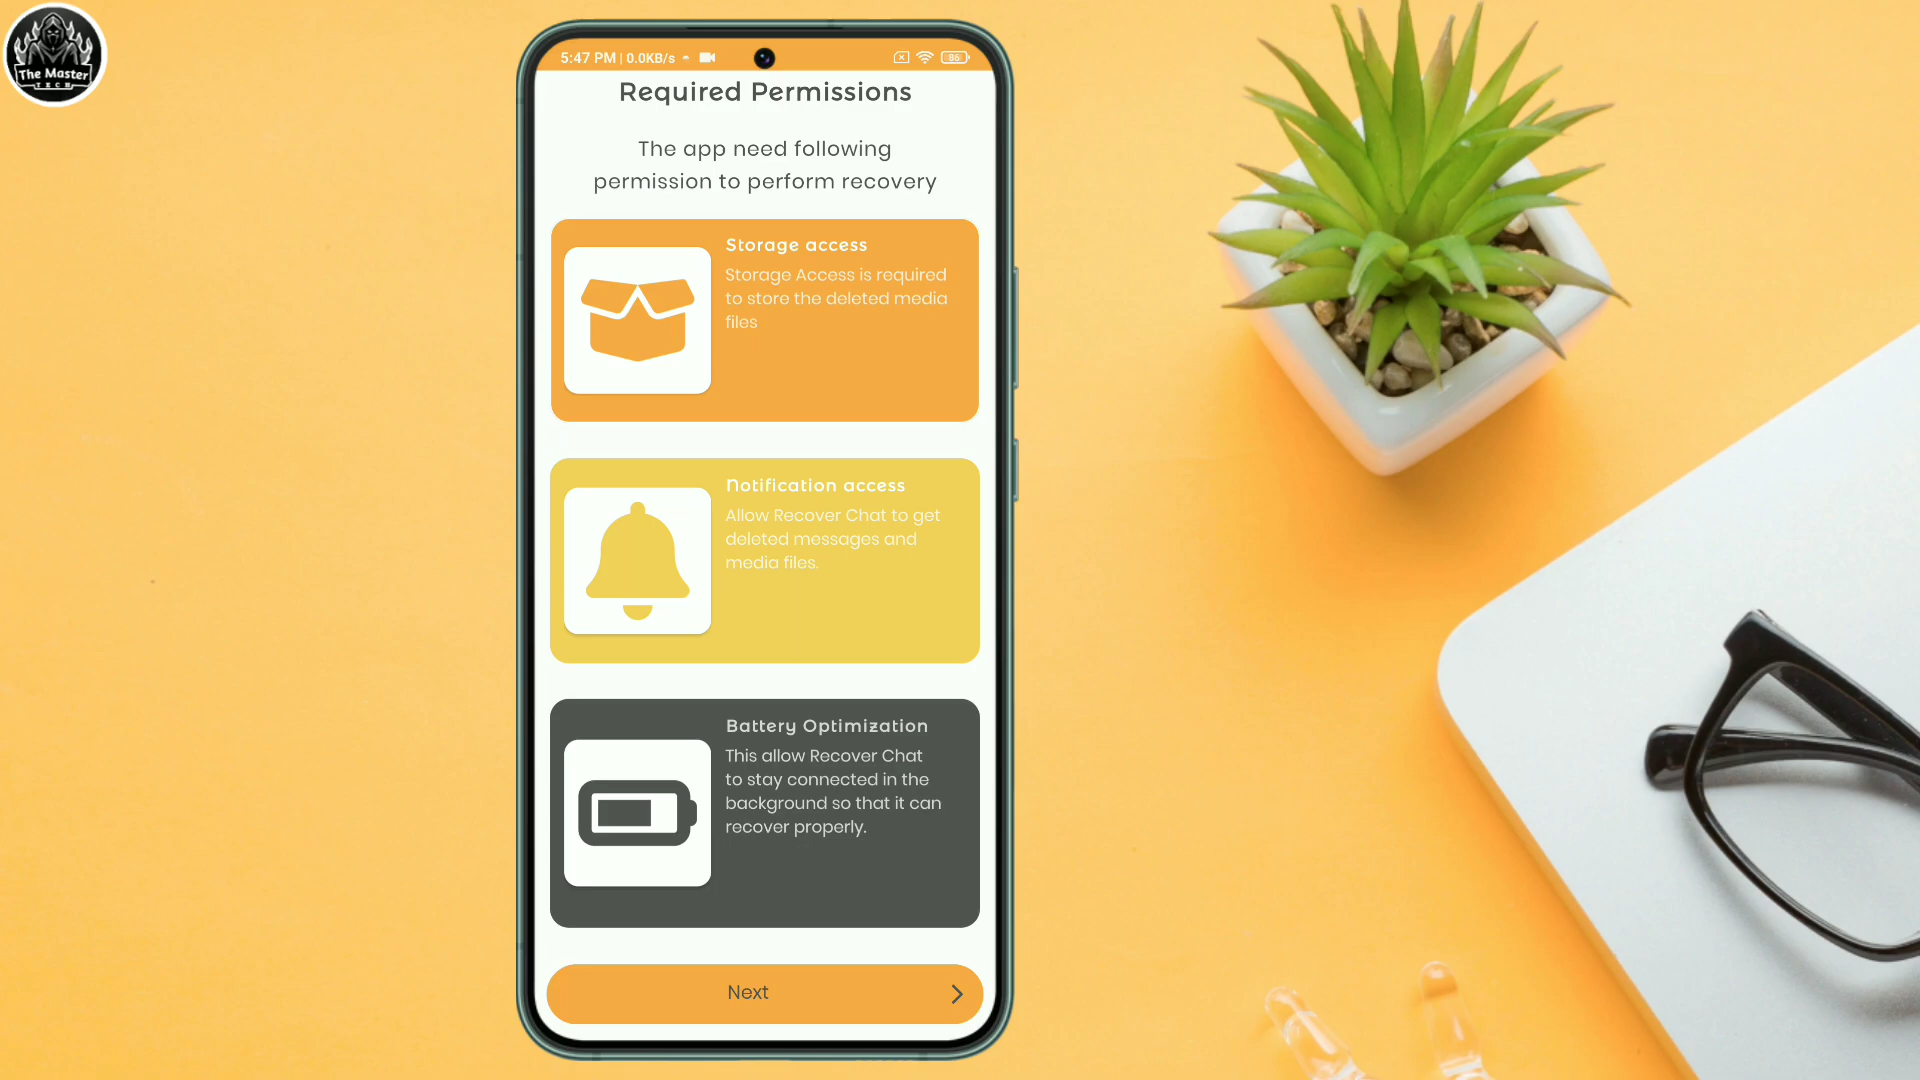 The Master
TECH
5:47 PM | 0.0KB/s
86
Required Permissions
The app need following
permission to perform recovery
Storage access
Storage Access is required
to store the deleted media
files
Notification access
Allow Recover Chat to get
deleted messages and
media files.
Battery Optimization
This allow Recover Chat
to stay connected in the
background so that it can
recover properly.
Next